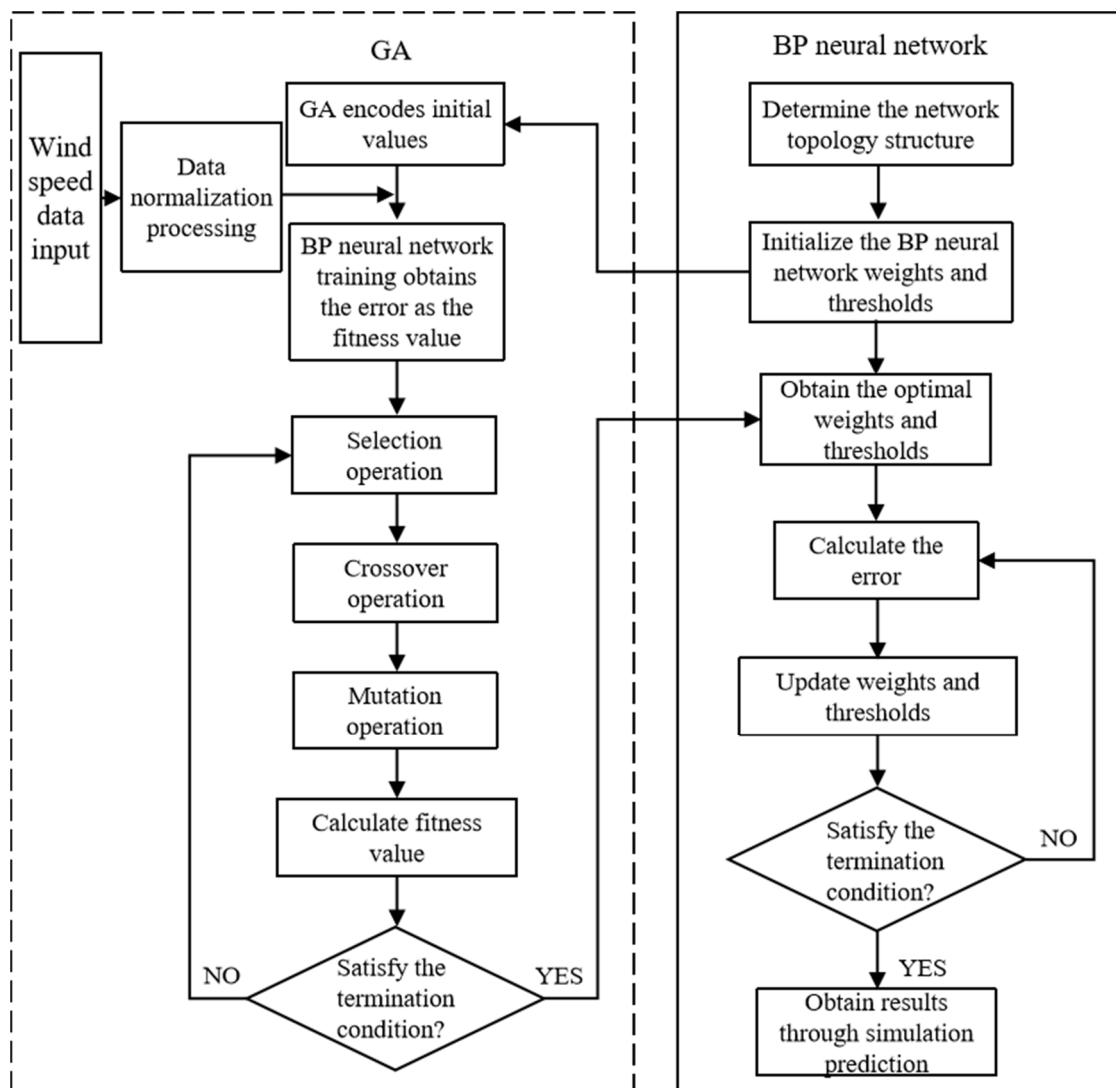 GA
Wind
speed
data
input
Data
normalization
processing
GA encodes initial
values
BP neural network
training obtains
the error as the
fitness value
Selection
operation
Crossover
operation
Mutation
operation
Calculate fitness
value
Satisfy the
termination
condition?
NO
YES
BP neural network
Determine the network
topology structure
Initialize the BP neural
network weights and
thresholds
Obtain the optimal
weights and
thresholds
Calculate the
error
Update weights and
thresholds
Satisfy the
termination
condition?
NO
YES
Obtain results
through simulation
prediction